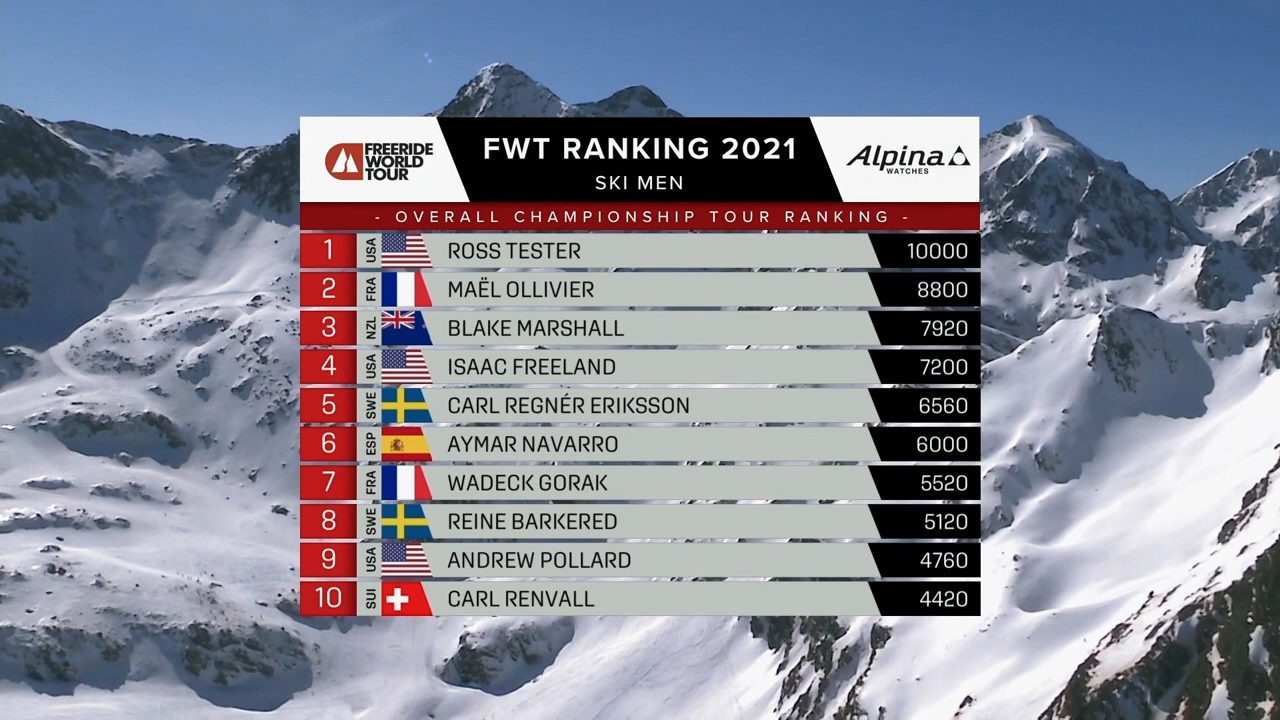 FREERIDE
WORLD
TOUR
FWT RANKING 2021
SKI MEN
Alpina
WATCHES
- OVERALL CHAMPIONSHIP TOUR RANKING -
1 USA ROSS TESTER 10000
2 FRA MAËL OLLIVIER 8800
3 NZL BLAKE MARSHALL 7920
4 USA ISAAC FREELAND 7200
5 SWE CARL REGNÉR ERIKSSON 6560
6 ESP AYMAR NAVARRO 6000
7 FRA WADECK GORAK 5520
8 SWE REINE BARKERED 5120
9 USA ANDREW POLLARD 4760
10 SUI CARL RENVALL 4420